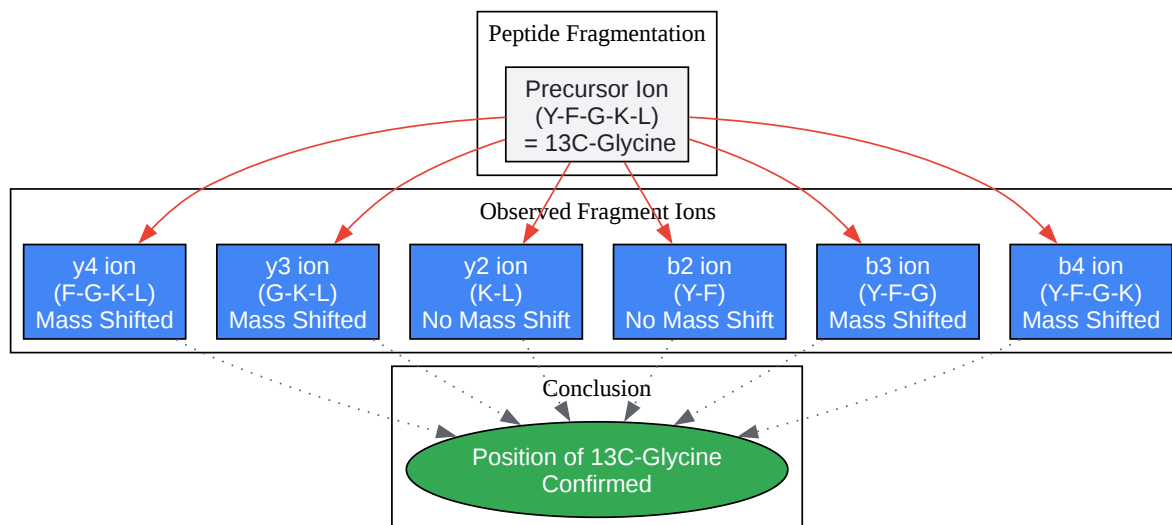 Peptide Fragmentation
Precursor Ion
(Y-F-G-K-L)
= 13C-Glycine
Observed Fragment Ions
y4 ion
(F-G-K-L)
Mass Shifted
y3 ion
(G-K-L)
Mass Shifted
y2 ion
(K-L)
No Mass Shift
b2 ion
(Y-F)
No Mass Shift
b3 ion
(Y-F-G)
Mass Shifted
b4 ion
(Y-F-G-K)
Mass Shifted
Conclusion
Position of 13C-Glycine
Confirmed